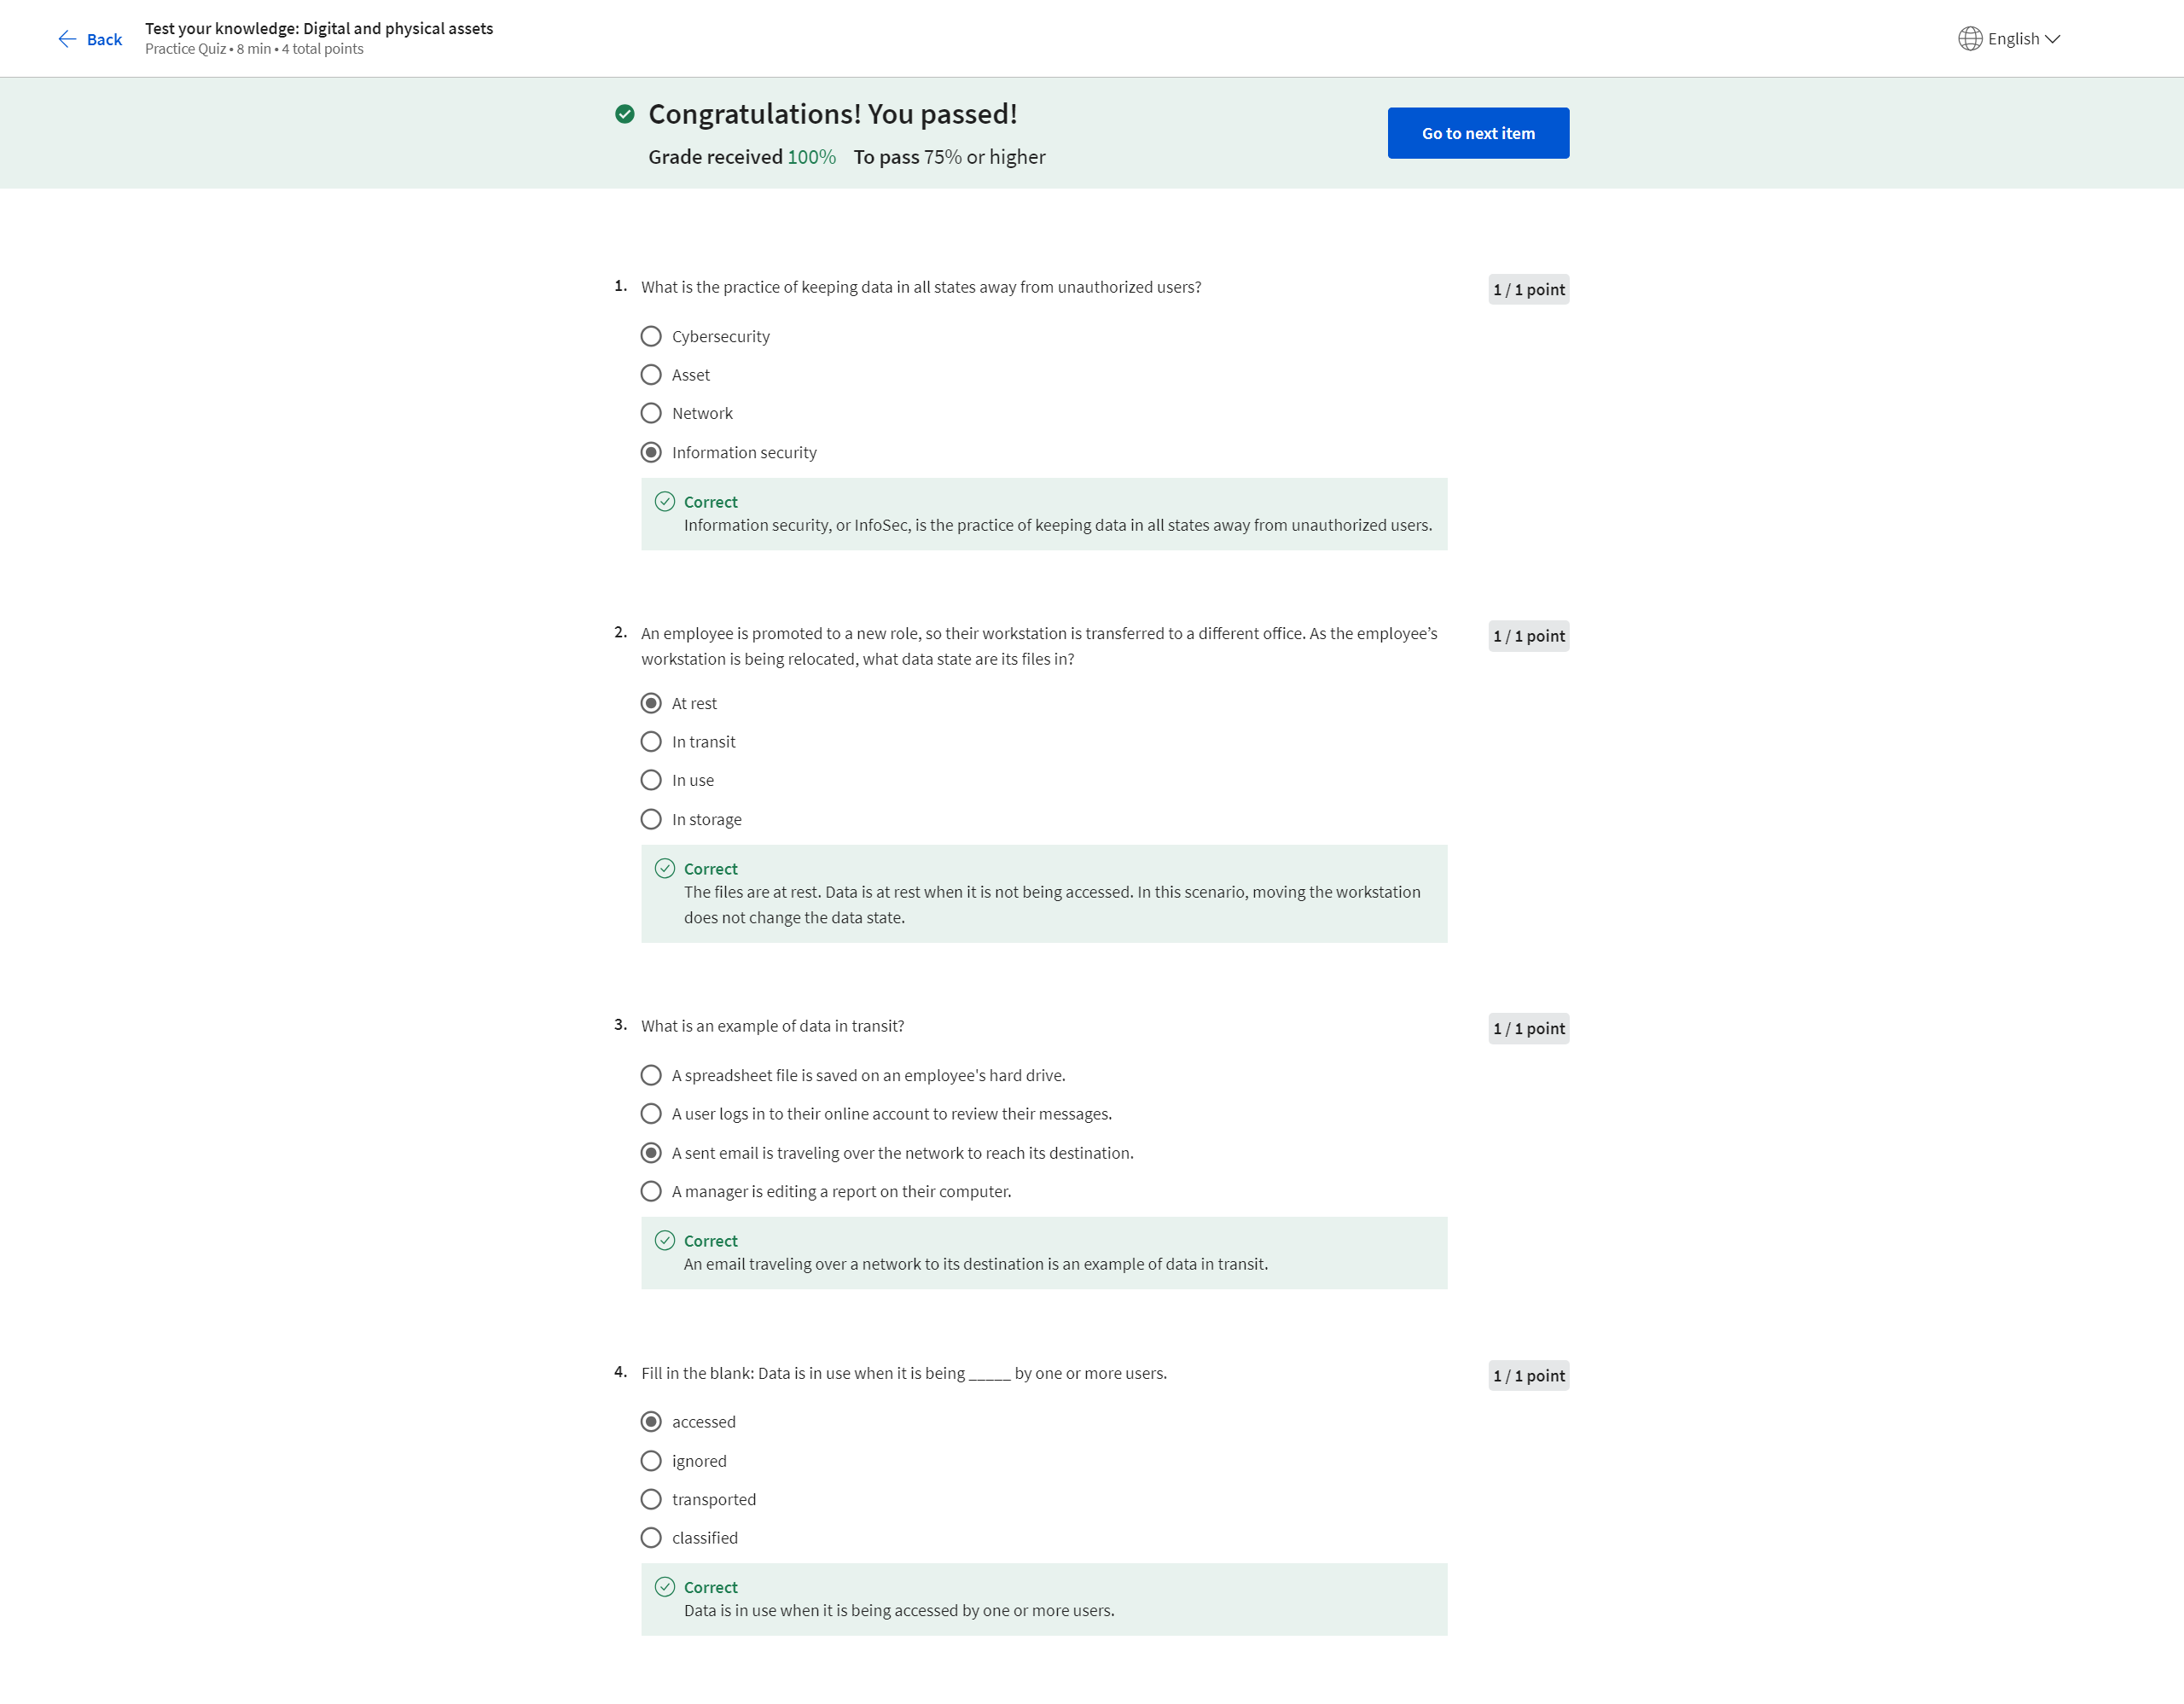 Back
Test your knowledge: Digital and physical assets
Practice Quiz • 8 min • 4 total points
English
Congratulations! You passed!
Grade received 100% To pass 75% or higher
Go to next item
1. What is the practice of keeping data in all states away from unauthorized users?
1 / 1 point
Cybersecurity
Asset
Network
Information security
Correct
Information security, or InfoSec, is the practice of keeping data in all states away from unauthorized users.
2. An employee is promoted to a new role, so their workstation is transferred to a different office. As the employee’s
workstation is being relocated, what data state are its files in?
1 / 1 point
At rest
In transit
In use
In storage
Correct
The files are at rest. Data is at rest when it is not being accessed. In this scenario, moving the workstation
does not change the data state.
3. What is an example of data in transit?
1 / 1 point
A spreadsheet file is saved on an employee's hard drive.
A user logs in to their online account to review their messages.
A sent email is traveling over the network to reach its destination.
A manager is editing a report on their computer.
Correct
An email traveling over a network to its destination is an example of data in transit.
4. Fill in the blank: Data is in use when it is being _____ by one or more users.
1 / 1 point
accessed
ignored
transported
classified
Correct
Data is in use when it is being accessed by one or more users.